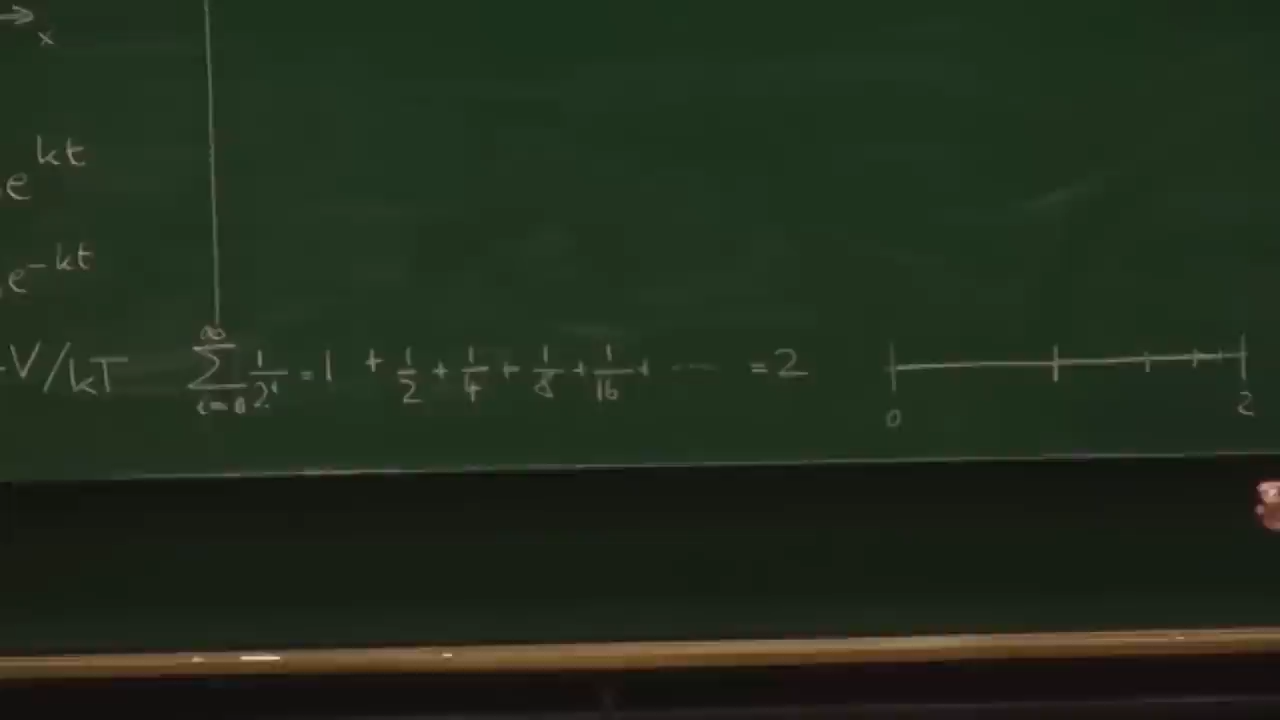 → x
e^{kt}
e^{-kt}
-V/kT
∑_{i=0}^{∞} 1/2^i = 1 + 1/2 + 1/4 + 1/8 + 1/16 + ···· = 2
0 2